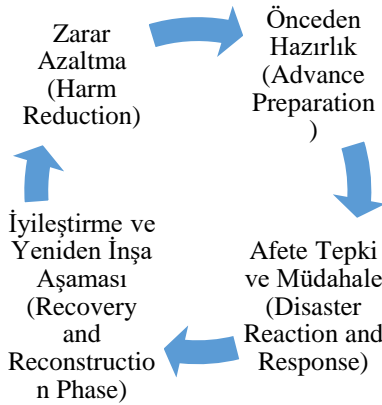 Zarar
Azaltma
(Harm
Reduction)
Önceden
Hazırlık
(Advance
Preparation
)
Afete Tepki
ve Müdahale
(Disaster
Reaction and
Response)
İyileştirme ve
Yeniden İnşa
Aşaması
(Recovery
and
Reconstructio
n Phase)